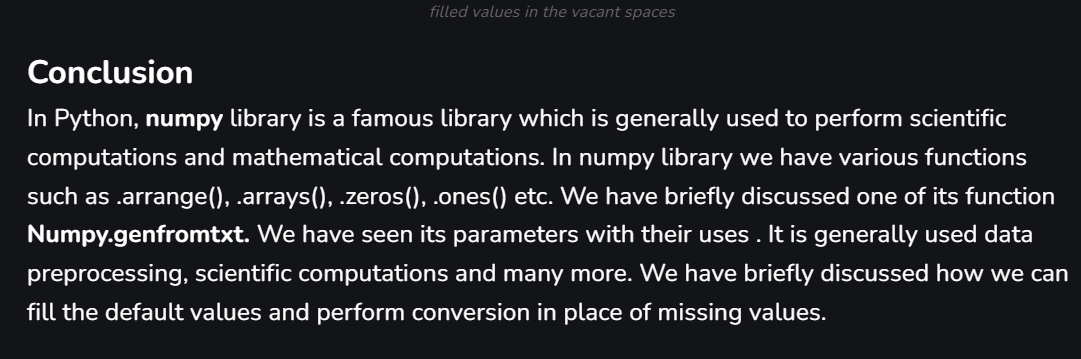 filled values in the vacant spaces
Conclusion
In Python, numpy library is a famous library which is generally used to perform scientific
computations and mathematical computations. In numpy library we have various functions
such as .arrange(), .arrays(), .zeros(), .ones() etc. We have briefly discussed one of its function
Numpy.genfromtxt. We have seen its parameters with their uses . It is generally used data
preprocessing, scientific computations and many more. We have briefly discussed how we can
fill the default values and perform conversion in place of missing values.